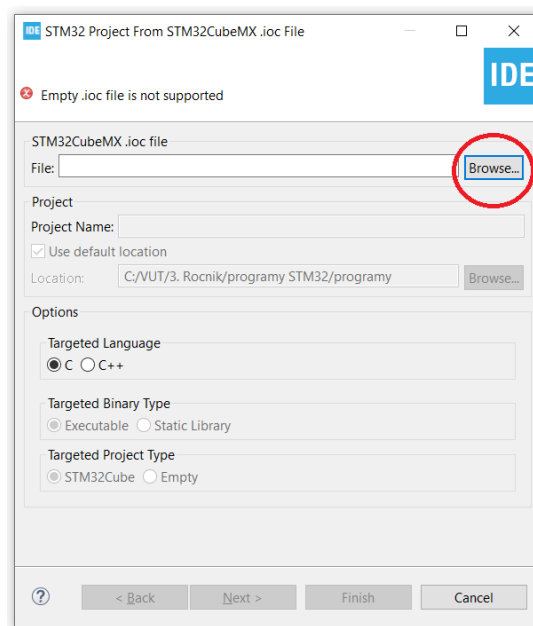 IDE STM32 Project From STM32CubeMX .ioc File
IDE
Empty .ioc file is not supported
STM32CubeMX .ioc file
File: Browse...
Project
Project Name:
Use default location
Location: C:/VUT/3. Rocnik/programy STM32/programy Browse...
Options
Targeted Language
C C++
Targeted Binary Type
Executable Static Library
Targeted Project Type
STM32Cube Empty
? < Back Next > Finish Cancel